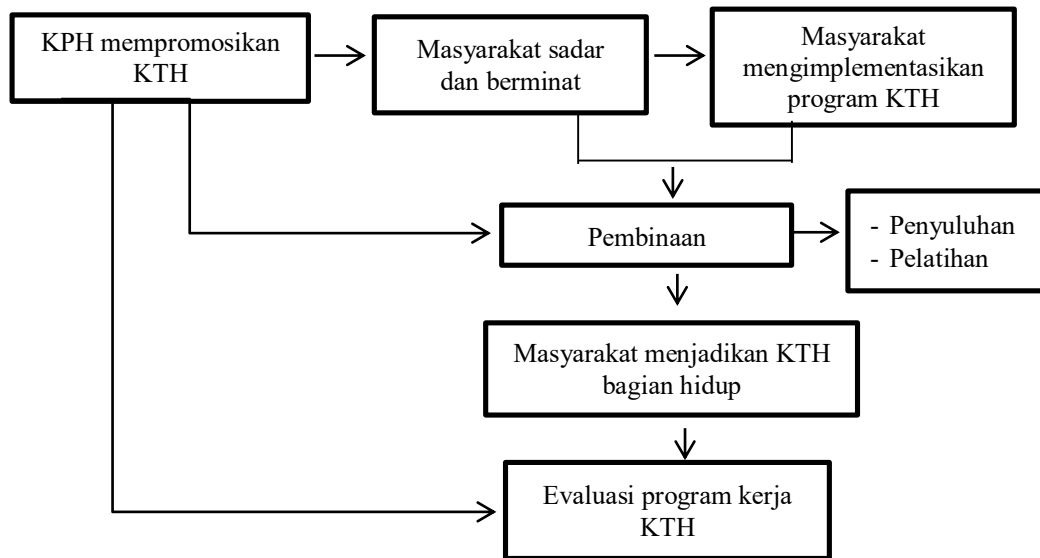 KPH mempromosikan
KTH
Masyarakat sadar
dan berminat
Masyarakat
mengimplementasikan
program KTH
Pembinaan
- Penyuluhan
- Pelatihan
Masyarakat menjadikan KTH
bagian hidup
Evaluasi program kerja
KTH